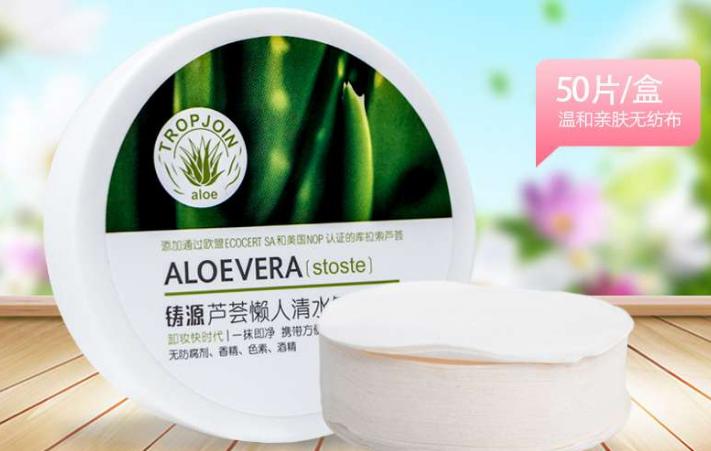 50片/盒
温和亲肤无纺布
TROPJOIN
aloe
添加通过欧盟ECOCERT SA和美国NOP认证的库拉索芦荟
ALOEVERA(stoste)
铸源芦荟懒人清水
卸妆快时代|一抹即净 携带方便
无防腐剂、香精、色素、酒精